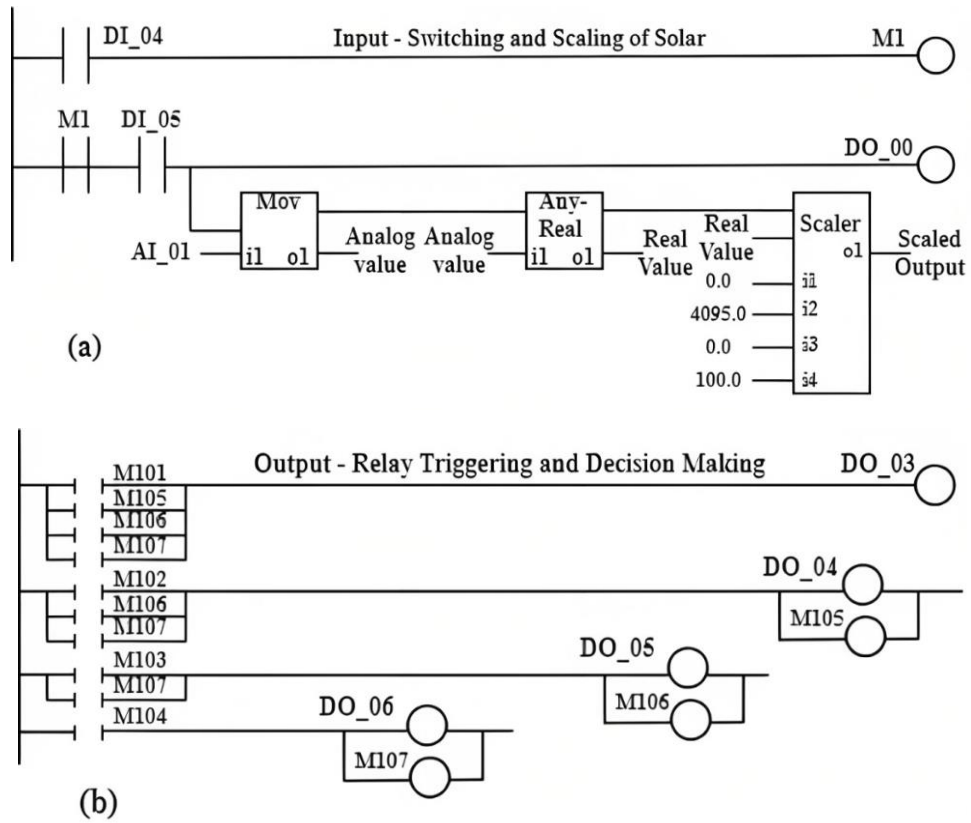 DI_04
Input - Switching and Scaling of Solar
M1
M1
DI_05
DO_00
Mov
AI_01
i1
o1
Analog
value
Analog
value
Any-
Real
i1
o1
Real
Value
Real
Value
0.0
4095.0
0.0
100.0
Scaler
o1
i1
i2
i3
i4
Scaled
Output
(a)
Output - Relay Triggering and Decision Making
M101
DO_03
M105
M106
M107
M102
DO_04
M106
M105
M107
M103
DO_05
M107
M106
M104
DO_06
M107
(b)